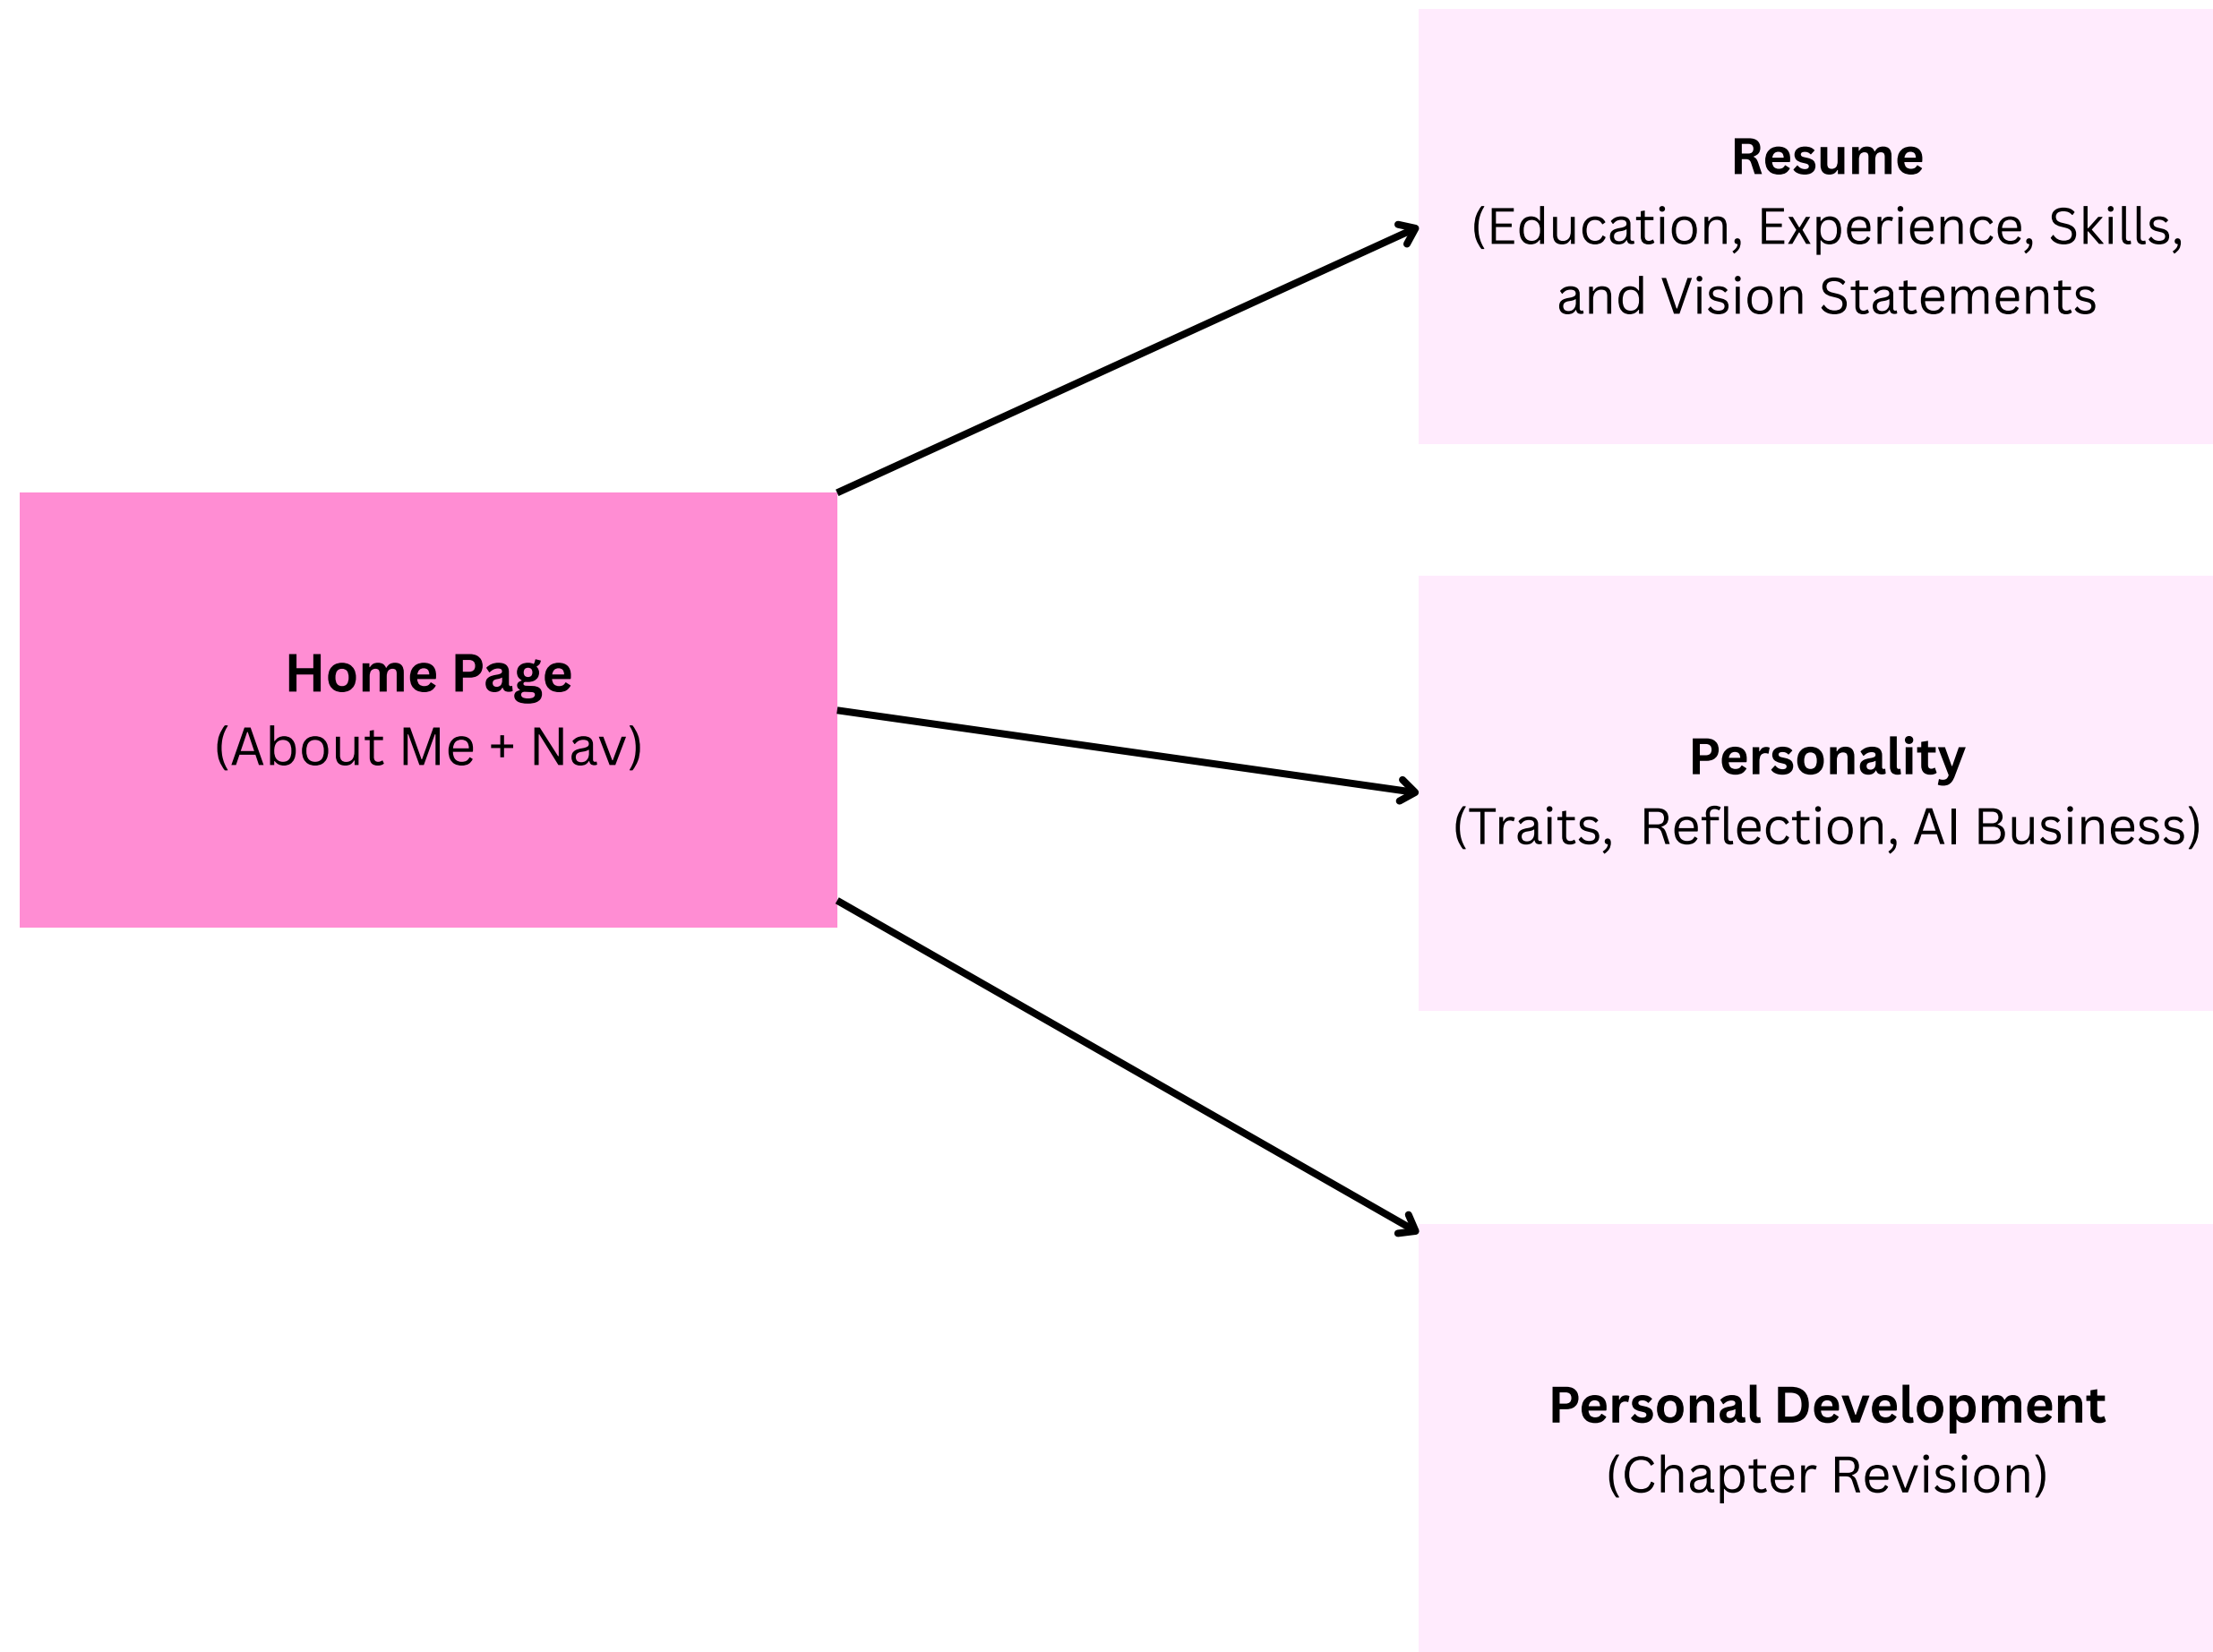 Home Page
(About Me + Nav)
Resume
(Education, Experience, Skills,
and Vision Statements
Personality
(Traits,  Reflection, AI Business)
Personal Development
(Chapter Revision)